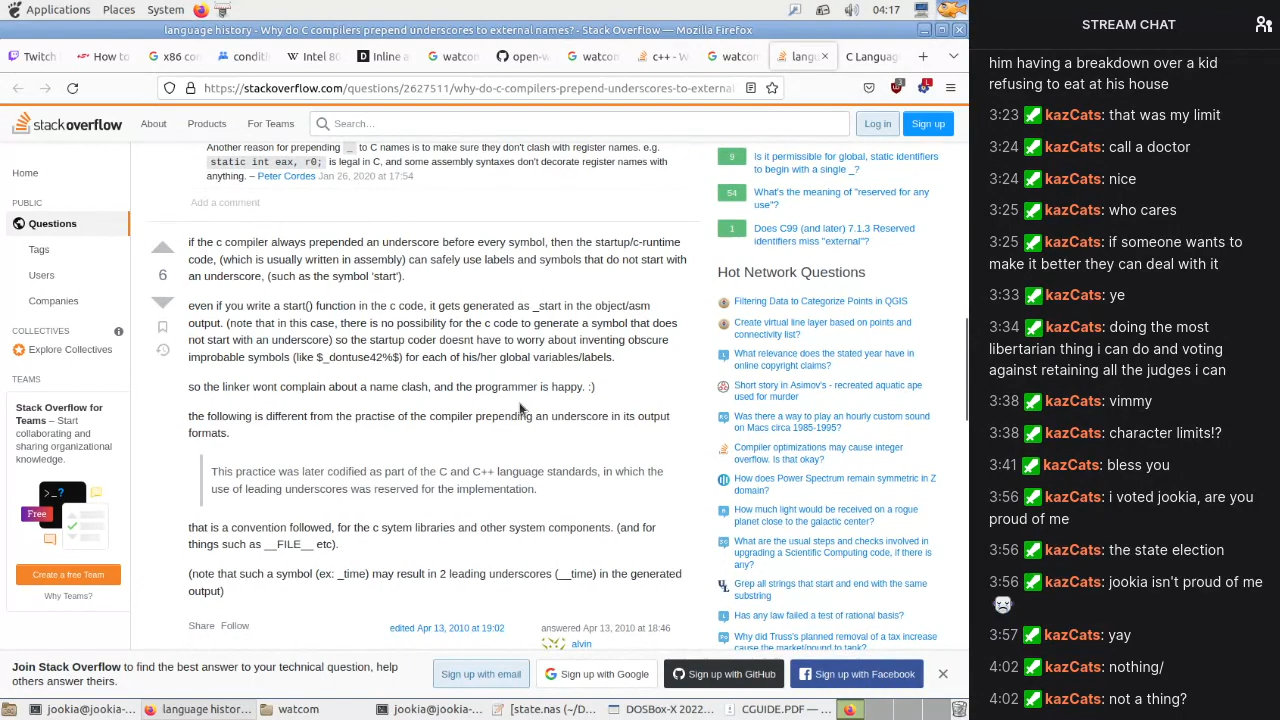 Applications Places System 04:17
language history - Why do C compilers prepend underscores to external names? - Stack Overflow — Mozilla Firefox
Twitch How to x86 co conditi Intel 80 Inline a watcon open-w watcon c++ - W watcon langu C Langua
https://stackoverflow.com/questions/2627511/why-do-c-compilers-prepend-underscores-to-external 3
stackoverflow About Products For Teams Search... Log in Sign up
Home
PUBLIC
Questions
Tags
Users
Companies
COLLECTIVES
Explore Collectives
TEAMS
Stack Overflow for
Teams – Start
collaborating and
sharing organizational
knowledge.
Free
Create a free Team
Why Teams?
Another reason for prepending _ to C names is to make sure they don't clash with register names. e.g.
static int eax, r0; is legal in C, and some assembly syntaxes don't decorate register names with
anything. – Peter Cordes Jan 26, 2020 at 17:54
Add a comment
6
if the c compiler always prepended an underscore before every symbol, then the startup/c-runtime
code, (which is usually written in assembly) can safely use labels and symbols that do not start with
an underscore, (such as the symbol 'start').
even if you write a start() function in the c code, it gets generated as _start in the object/asm
output. (note that in this case, there is no possibility for the c code to generate a symbol that does
not start with an underscore) so the startup coder doesnt have to worry about inventing obscure
improbable symbols (like $_dontuse42%$) for each of his/her global variables/labels.
so the linker wont complain about a name clash, and the programmer is happy. :)
the following is different from the practise of the compiler prepending an underscore in its output
formats.
This practice was later codified as part of the C and C++ language standards, in which the
use of leading underscores was reserved for the implementation.
that is a convention followed, for the c sytem libraries and other system components. (and for
things such as __FILE__ etc).
(note that such a symbol (ex: _time) may result in 2 leading underscores (__time) in the generated
output)
Share Follow edited Apr 13, 2010 at 19:02 answered Apr 13, 2010 at 18:46
alvin
9 Is it permissible for global, static identifiers
to begin with a single _?
54 What's the meaning of "reserved for any
use"?
1 Does C99 (and later) 7.1.3 Reserved
identifiers miss "external"?
Hot Network Questions
Filtering Data to Categorize Points in QGIS
Create virtual line layer based on points and
connectivity list?
What relevance does the stated year have in
online copyright claims?
Short story in Asimov's - recreated aquatic ape
used for murder
Was there a way to play an hourly custom sound
on Macs circa 1985-1995?
Compiler optimizations may cause integer
overflow. Is that okay?
How does Power Spectrum remain symmetric in Z
domain?
How much light would be received on a rogue
planet close to the galactic center?
What are the usual steps and checks involved in
upgrading a Scientific Computing code, if there is
any?
Grep all strings that start and end with the same
substring
Has any law failed a test of rational basis?
Why did Truss's planned removal of a tax increase
cause the market/pound to tank?
Join Stack Overflow to find the best answer to your technical question, help
others answer theirs.
Sign up with email Sign up with Google Sign up with GitHub Sign up with Facebook
jookia@jookia-... language histor... watcom jookia@jookia-... [state.nas (~/D... DOSBox-X 2022... CGUIDE.PDF —...
STREAM CHAT
him having a breakdown over a kid
refusing to eat at his house
3:23 kazCats: that was my limit
3:24 kazCats: call a doctor
3:24 kazCats: nice
3:25 kazCats: who cares
3:25 kazCats: if someone wants to
make it better they can deal with it
3:33 kazCats: ye
3:34 kazCats: doing the most
libertarian thing i can do and voting
against retaining all the judges i can
3:38 kazCats: vimmy
3:38 kazCats: character limits!?
3:41 kazCats: bless you
3:56 kazCats: i voted jookia, are you
proud of me
3:56 kazCats: the state election
3:56 kazCats: jookia isn't proud of me
3:57 kazCats: yay
4:02 kazCats: nothing/
4:02 kazCats: not a thing?